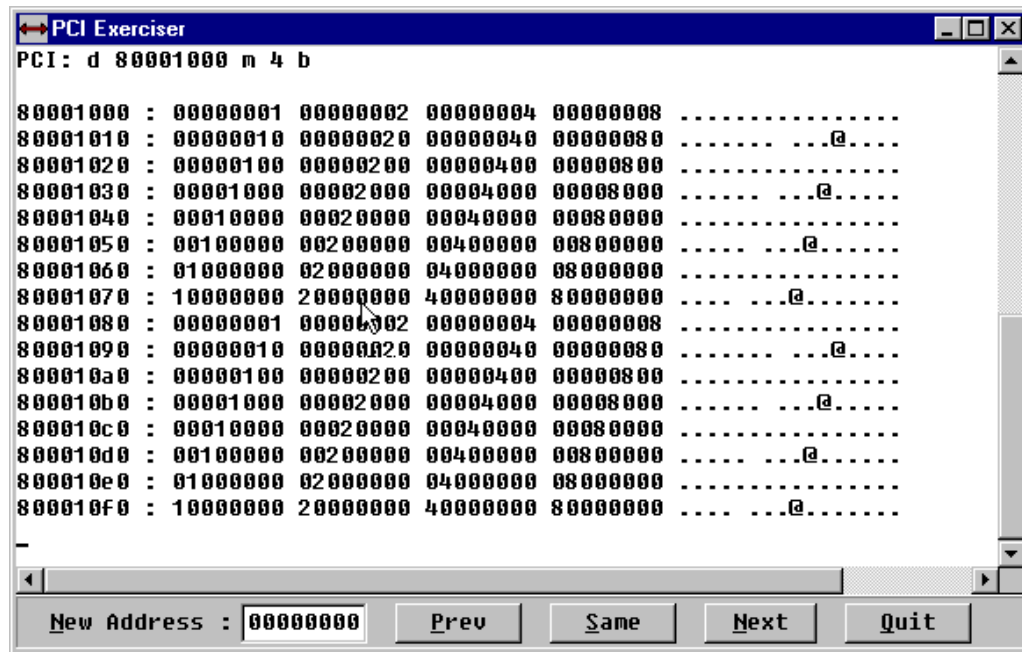 PCI Exerciser
PCI: d 80001000 m 4 b
80001000 : 00000001 00000002 00000004 00000008 ................
80001010 : 00000010 00000020 00000040 00000080 ....... ...@....
80001020 : 00000100 00000200 00000400 00000800 ................
80001030 : 00001000 00002000 00004000 00008000 ...... ...@.....
80001040 : 00010000 00020000 00040000 00080000 ................
80001050 : 00100000 00200000 00400000 00800000 ..... ...@......
80001060 : 01000000 02000000 04000000 08000000 ................
80001070 : 10000000 20000000 40000000 80000000 .... ...@.......
80001080 : 00000001 00000002 00000004 00000008 ................
80001090 : 00000010 00000020 00000040 00000080 ....... ...@....
800010a0 : 00000100 00000200 00000400 00000800 ................
800010b0 : 00001000 00002000 00004000 00008000 ...... ...@.....
800010c0 : 00010000 00020000 00040000 00080000 ................
800010d0 : 00100000 00200000 00400000 00800000 ..... ...@......
800010e0 : 01000000 02000000 04000000 08000000 ................
800010f0 : 10000000 20000000 40000000 80000000 .... ...@.......
New Address : 00000000 Prev Same Next Quit